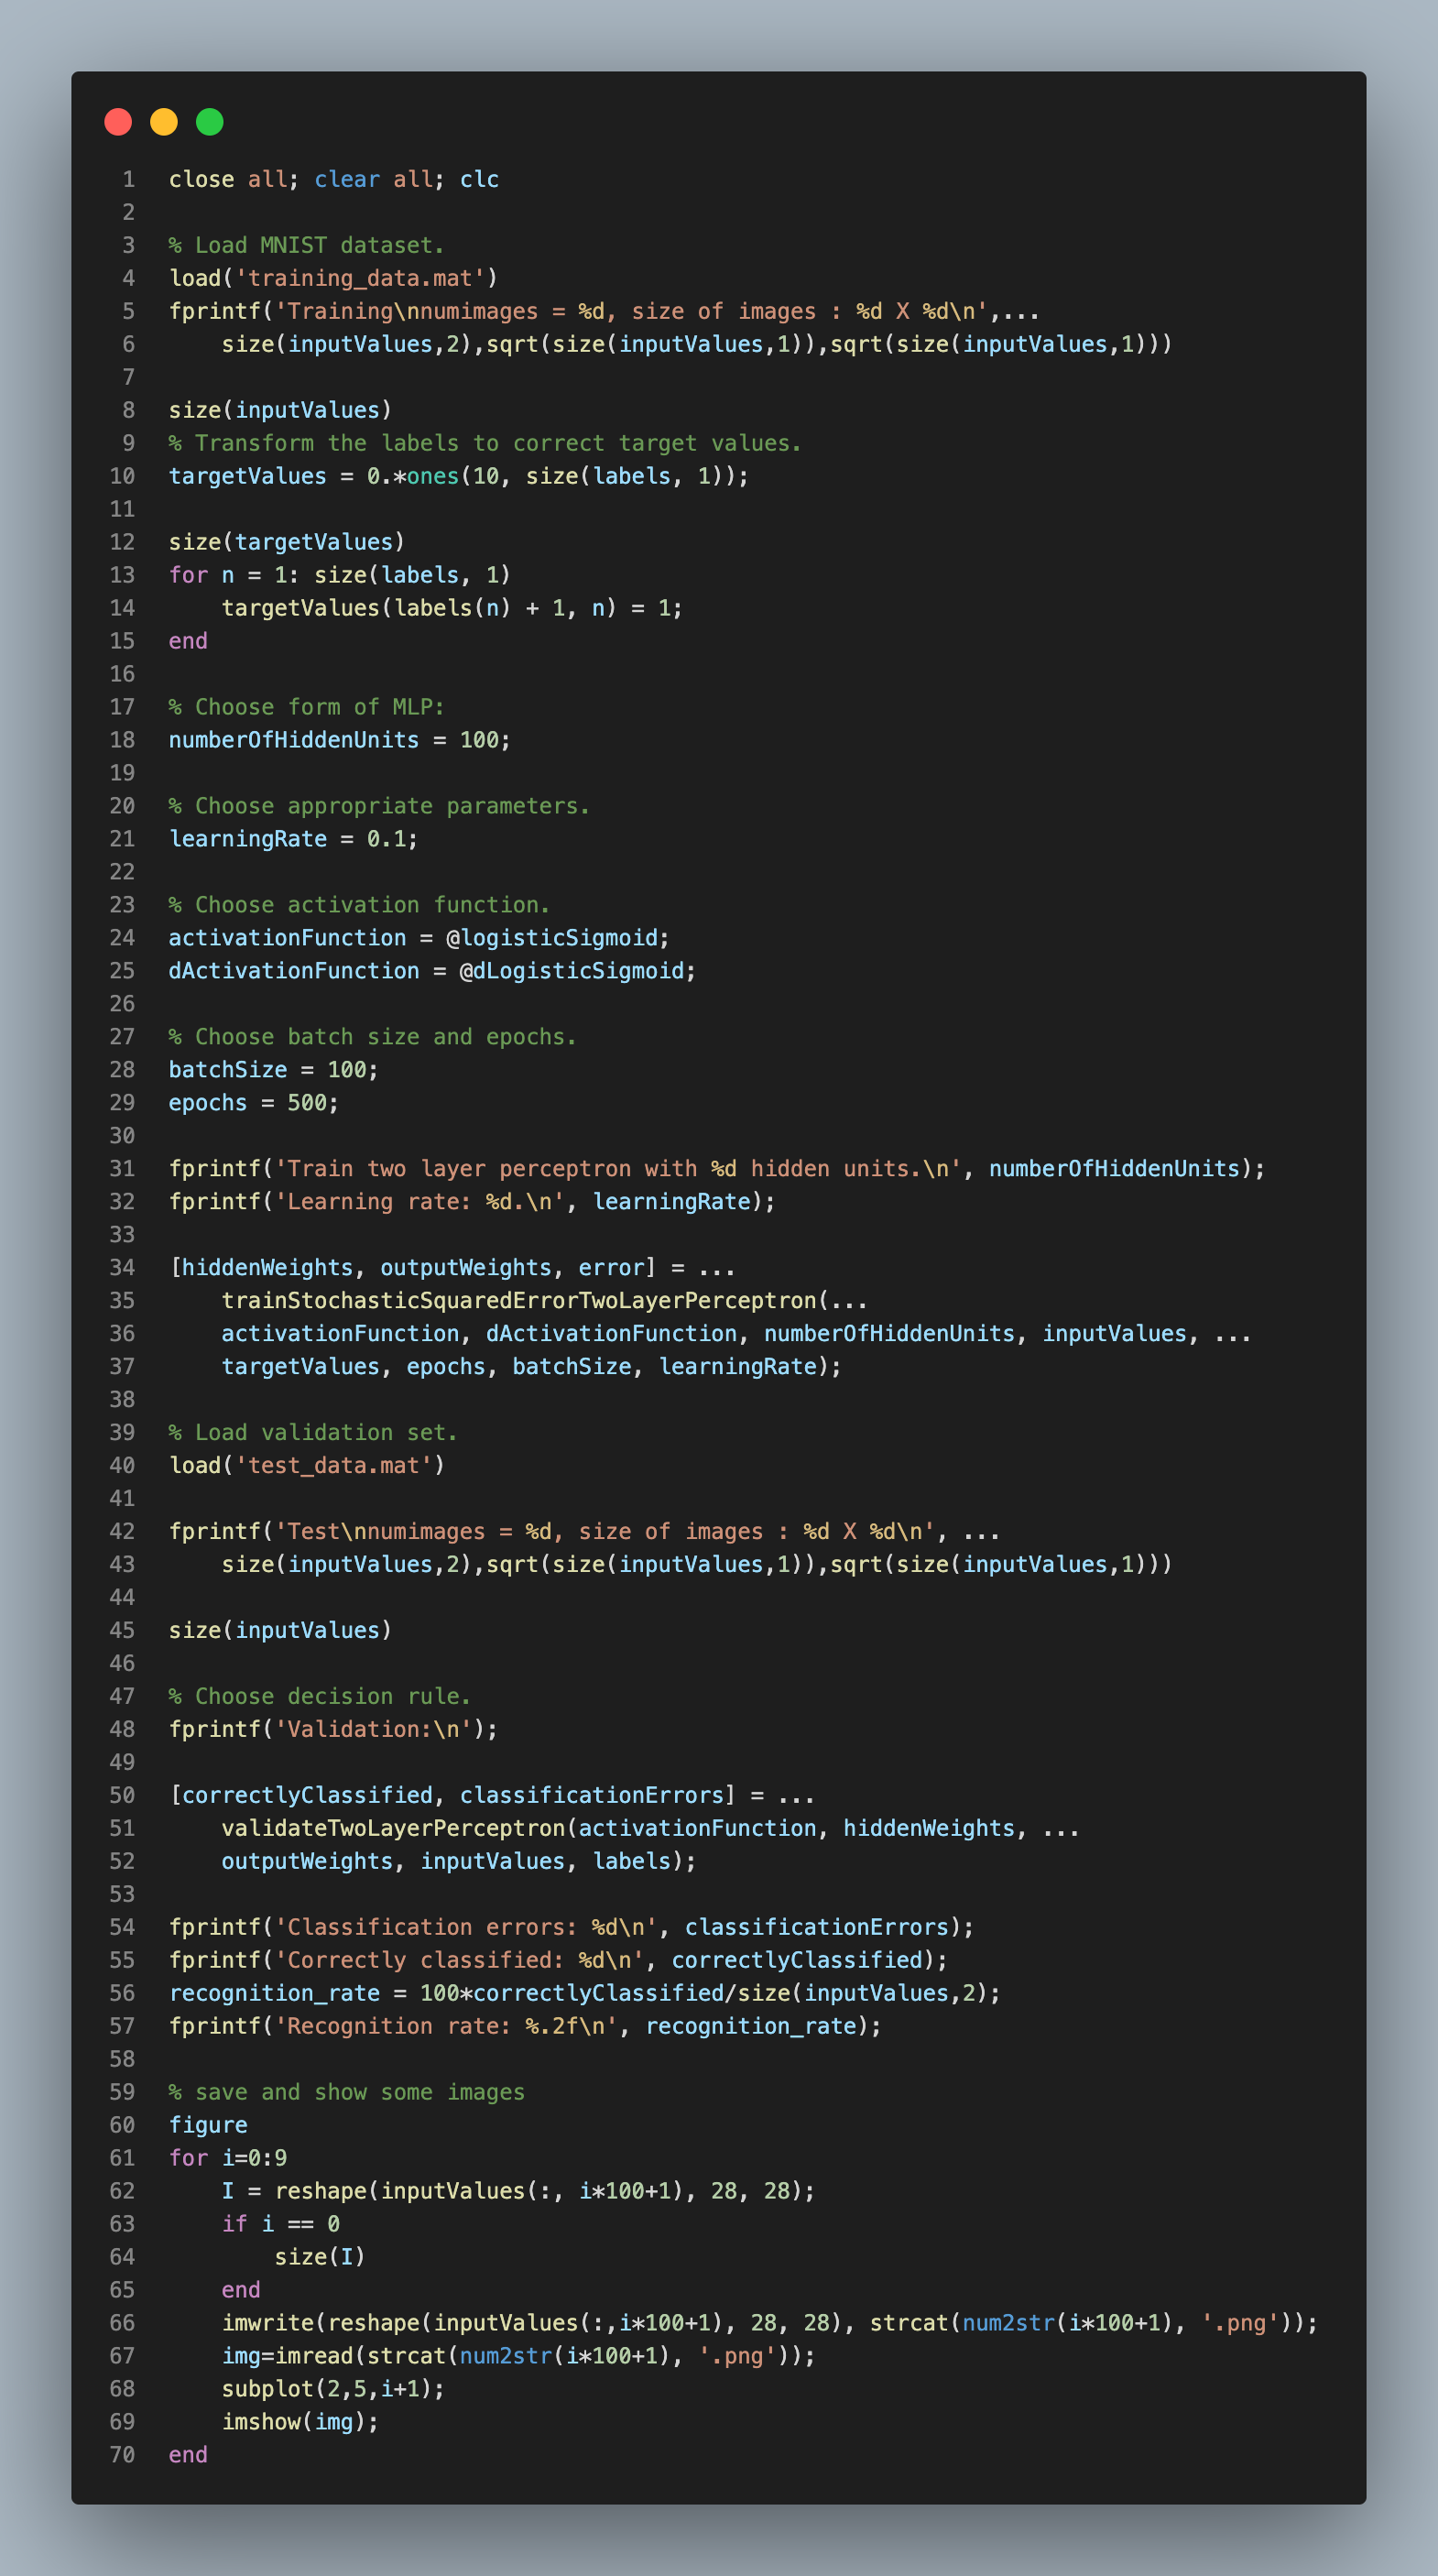 1 close all; clear all; clc
2
3 % Load MNIST dataset.
4 load('training_data.mat')
5 fprintf('Training\nnumimages = %d, size of images : %d X %d\n',...
6     size(inputValues,2),sqrt(size(inputValues,1)),sqrt(size(inputValues,1)))
7
8 size(inputValues)
9 % Transform the labels to correct target values.
10 targetValues = 0.*ones(10, size(labels, 1));
11
12 size(targetValues)
13 for n = 1: size(labels, 1)
14     targetValues(labels(n) + 1, n) = 1;
15 end
16
17 % Choose form of MLP:
18 numberOfHiddenUnits = 100;
19
20 % Choose appropriate parameters.
21 learningRate = 0.1;
22
23 % Choose activation function.
24 activationFunction = @logisticSigmoid;
25 dActivationFunction = @dLogisticSigmoid;
26
27 % Choose batch size and epochs.
28 batchSize = 100;
29 epochs = 500;
30
31 fprintf('Train two layer perceptron with %d hidden units.\n', numberOfHiddenUnits);
32 fprintf('Learning rate: %d.\n', learningRate);
33
34 [hiddenWeights, outputWeights, error] = ...
35     trainStochasticSquaredErrorTwoLayerPerceptron(...
36     activationFunction, dActivationFunction, numberOfHiddenUnits, inputValues, ...
37     targetValues, epochs, batchSize, learningRate);
38
39 % Load validation set.
40 load('test_data.mat')
41
42 fprintf('Test\nnumimages = %d, size of images : %d X %d\n', ...
43     size(inputValues,2),sqrt(size(inputValues,1)),sqrt(size(inputValues,1)))
44
45 size(inputValues)
46
47 % Choose decision rule.
48 fprintf('Validation:\n');
49
50 [correctlyClassified, classificationErrors] = ...
51     validateTwoLayerPerceptron(activationFunction, hiddenWeights, ...
52     outputWeights, inputValues, labels);
53
54 fprintf('Classification errors: %d\n', classificationErrors);
55 fprintf('Correctly classified: %d\n', correctlyClassified);
56 recognition_rate = 100*correctlyClassified/size(inputValues,2);
57 fprintf('Recognition rate: %.2f\n', recognition_rate);
58
59 % save and show some images
60 figure
61 for i=0:9
62     I = reshape(inputValues(:, i*100+1), 28, 28);
63     if i == 0
64         size(I)
65     end
66     imwrite(reshape(inputValues(:,i*100+1), 28, 28), strcat(num2str(i*100+1), '.png'));
67     img=imread(strcat(num2str(i*100+1), '.png'));
68     subplot(2,5,i+1);
69     imshow(img);
70 end